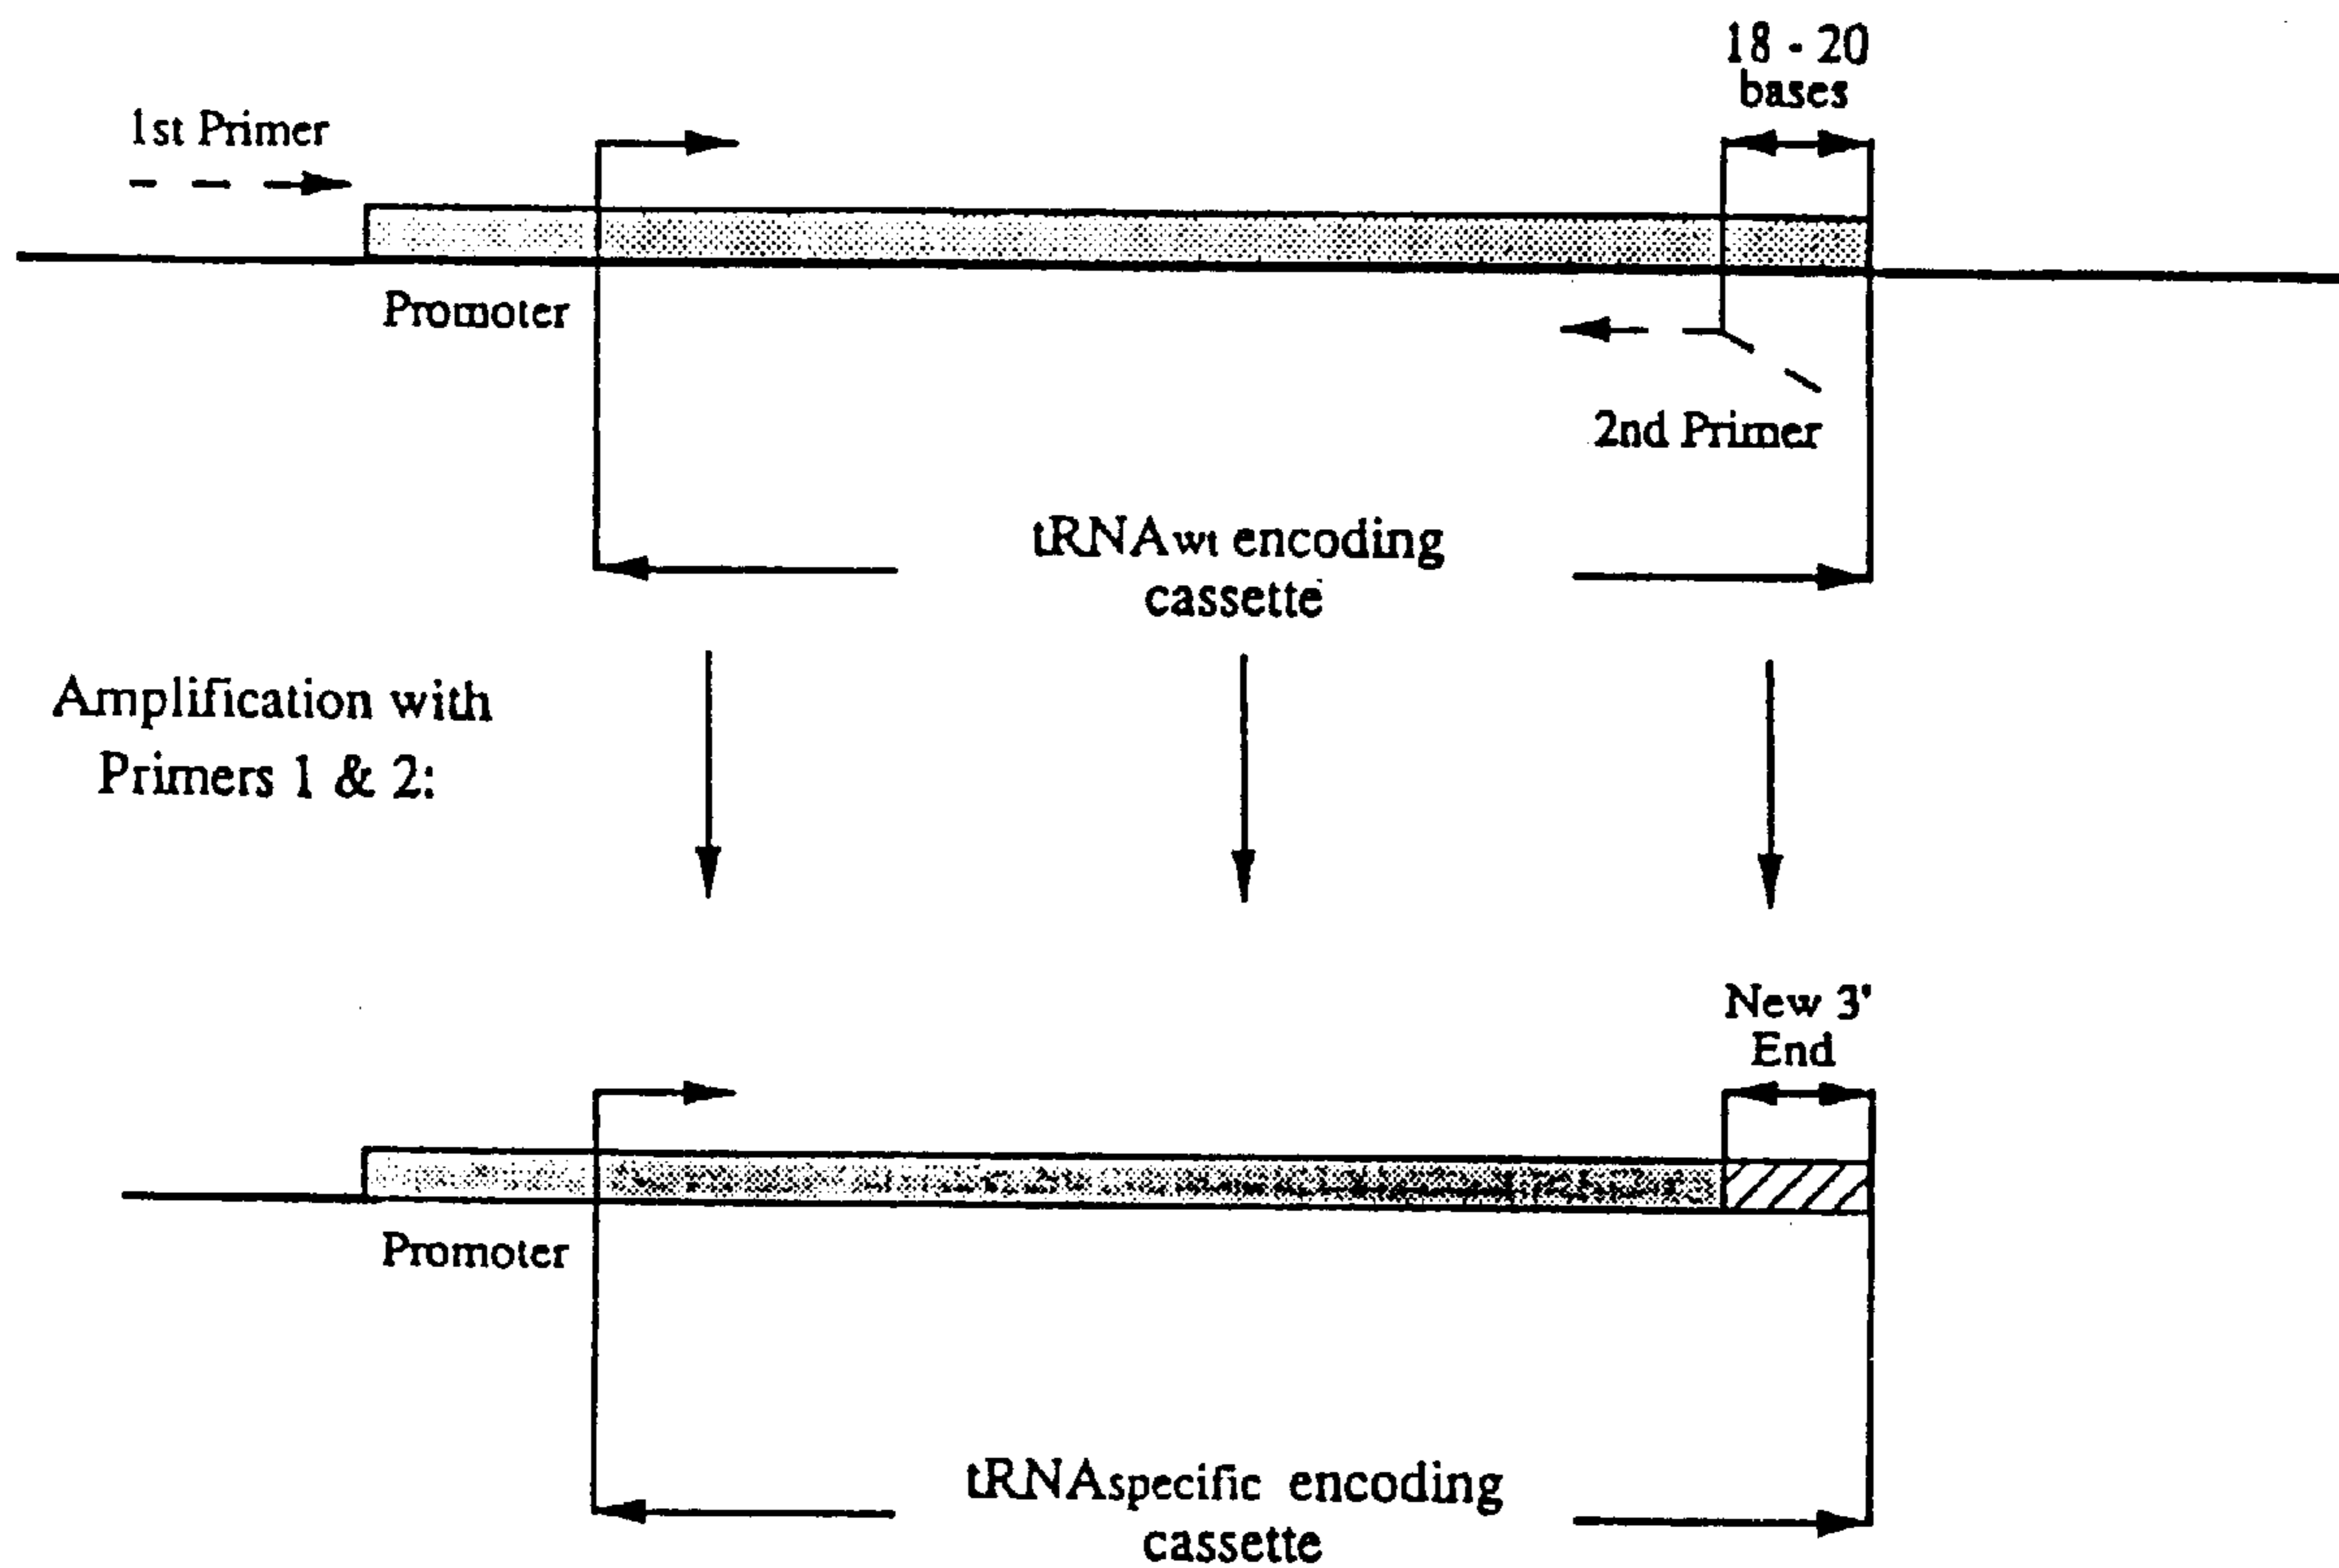 18 - 20
bases
1st Primer
Promoter
2nd Primer
tRNAwt encoding
cassette
Amplification with
Primers 1 & 2:
New 3'
End
Promoter
tRNAspecific encoding
cassette